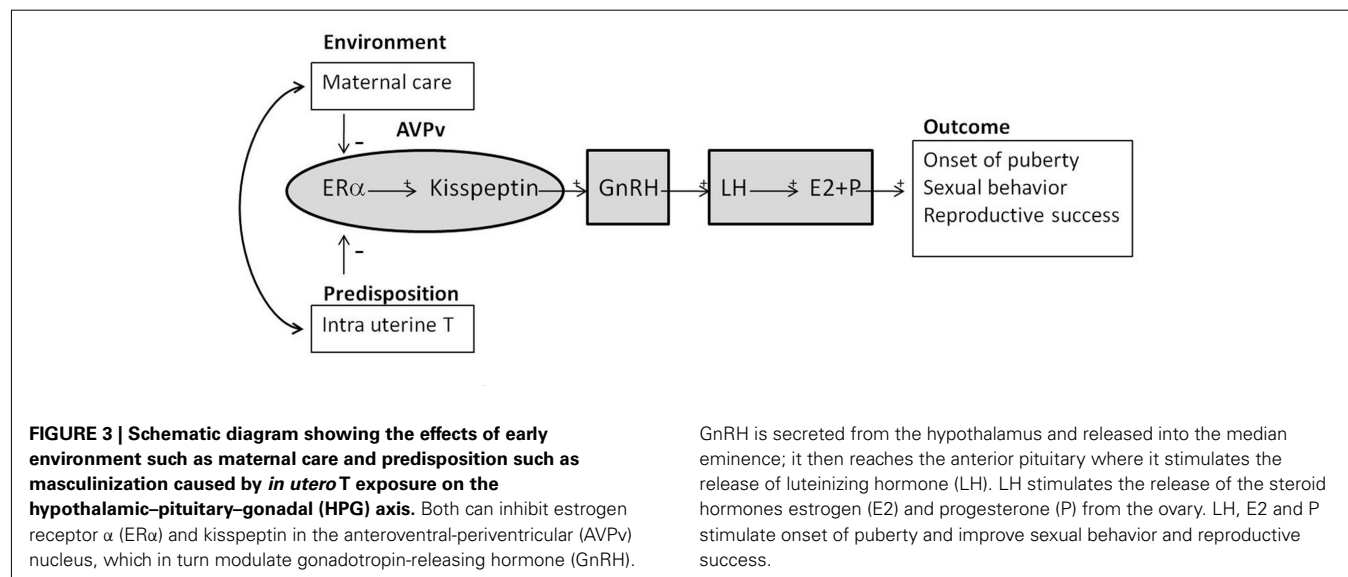 Environment
Maternal care
–
AVPv
ERα + Kisspeptin + GnRH + LH + E2+P +
–
Predisposition
Intra uterine T
Outcome
Onset of puberty
Sexual behavior
Reproductive success
FIGURE 3 | Schematic diagram showing the effects of early
environment such as maternal care and predisposition such as
masculinization caused by in utero T exposure on the
hypothalamic–pituitary–gonadal (HPG) axis. Both can inhibit estrogen
receptor α (ERα) and kisspeptin in the anteroventral-periventricular (AVPv)
nucleus, which in turn modulate gonadotropin-releasing hormone (GnRH).
GnRH is secreted from the hypothalamus and released into the median
eminence; it then reaches the anterior pituitary where it stimulates the
release of luteinizing hormone (LH). LH stimulates the release of the steroid
hormones estrogen (E2) and progesterone (P) from the ovary. LH, E2 and P
stimulate onset of puberty and improve sexual behavior and reproductive
success.